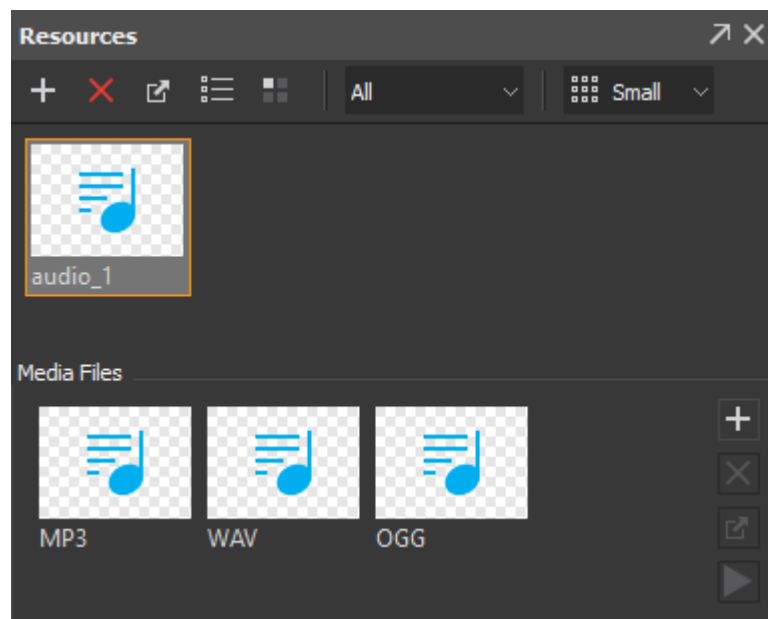 Resources
All
Small
audio_1
Media Files
MP3 WAV OGG